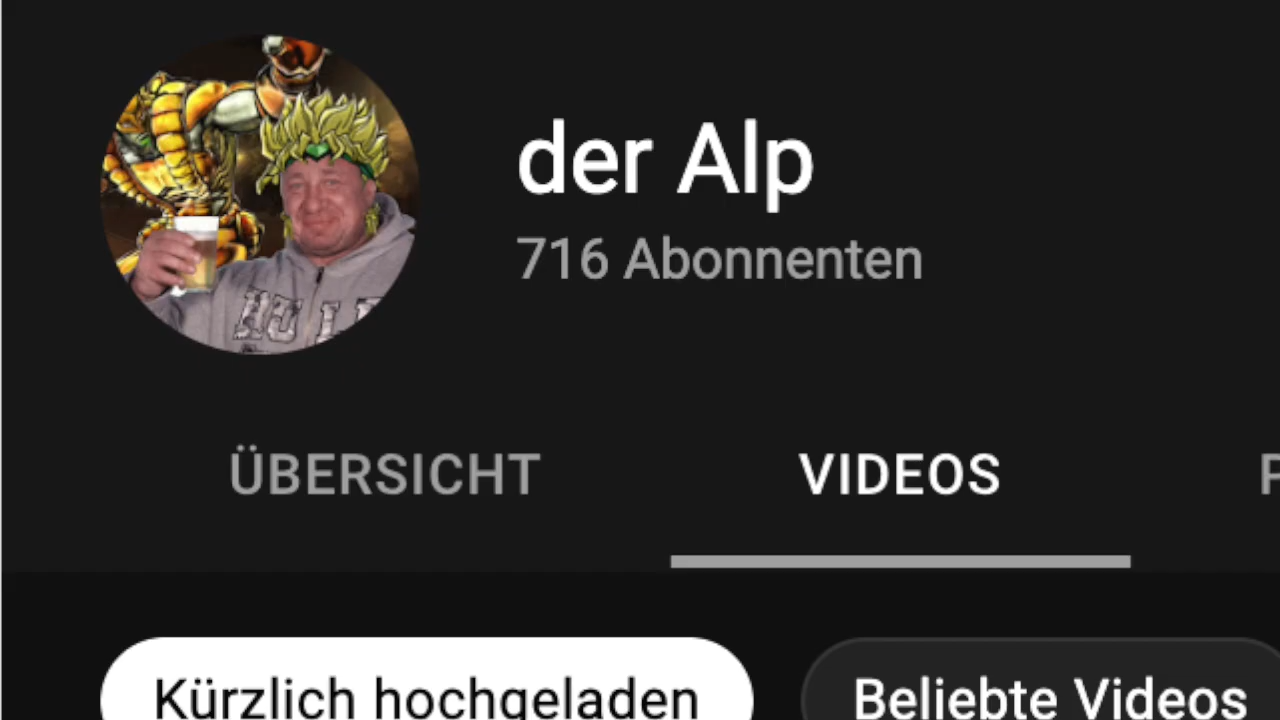 der Alp
716 Abonnenten
ÜBERSICHT VIDEOS
Kürzlich hochgeladen Beliebte Videos